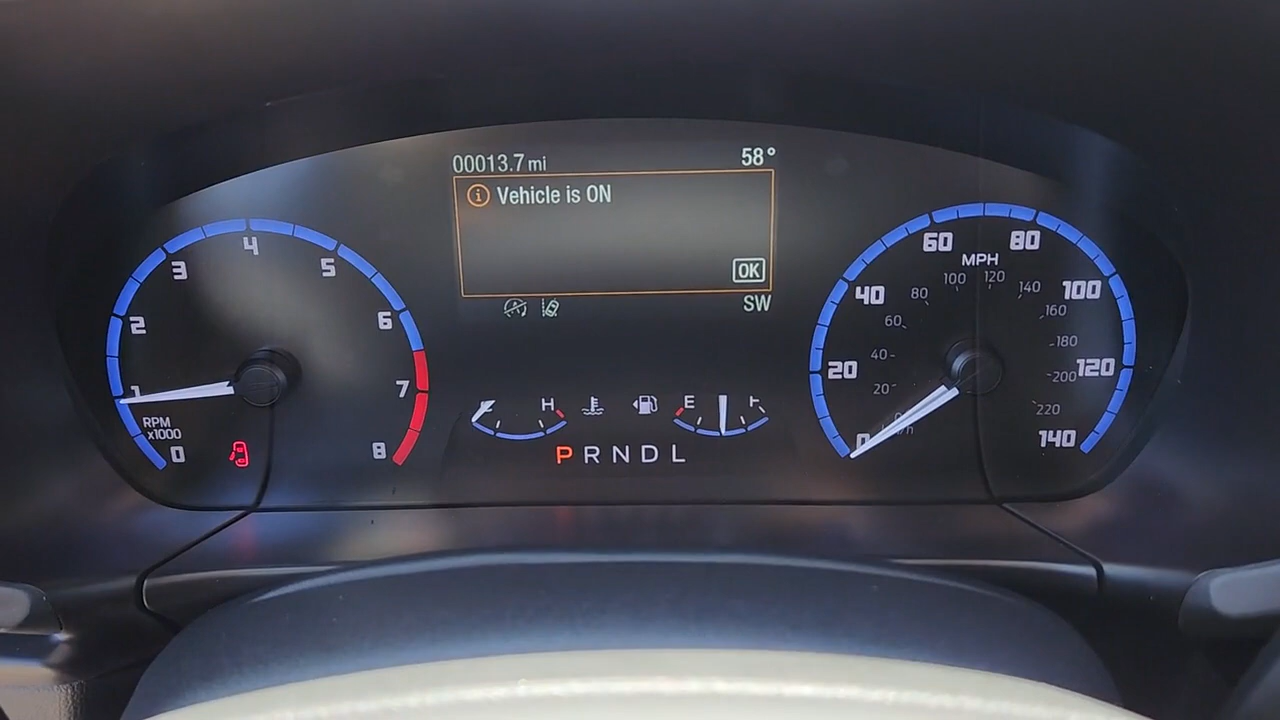 00013.7 mi 58°
Vehicle is ON
OK
SW
0 1 2 3 4 5 6 7 8
RPM
x1000
H
E F
P R N D L
0 20 40 60 80 100 120 140
MPH
20 40 60 80 100 120 140 160 180 200 220